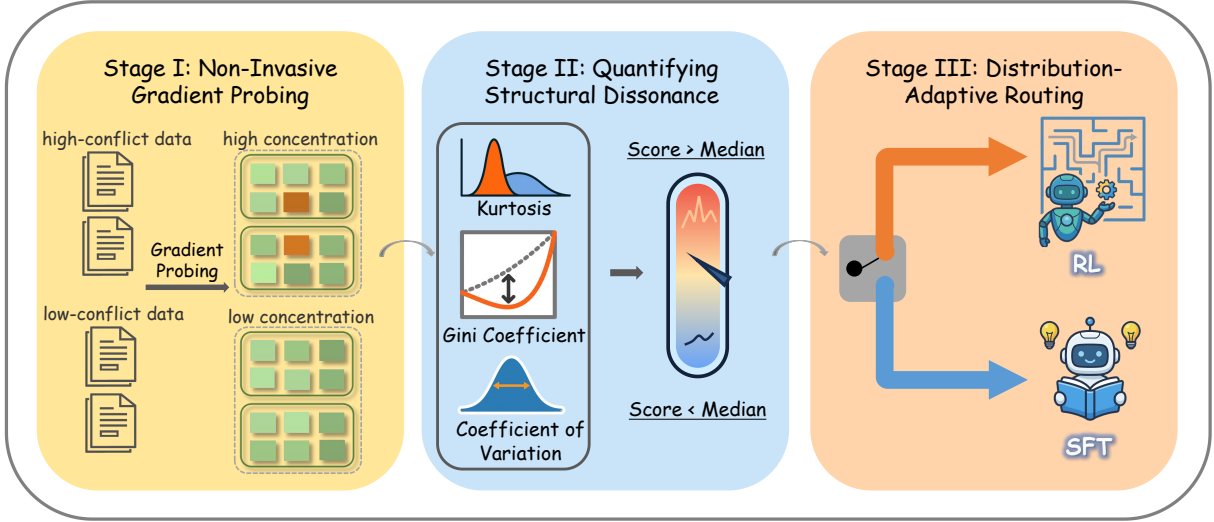 Stage I: Non-Invasive
Gradient Probing
high-conflict data
high concentration
Gradient
Probing
low-conflict data
low concentration
Stage II: Quantifying
Structural Dissonance
Kurtosis
Gini Coefficient
Coefficient of
Variation
Score > Median
Score < Median
Stage III: Distribution-
Adaptive Routing
RL
SFT